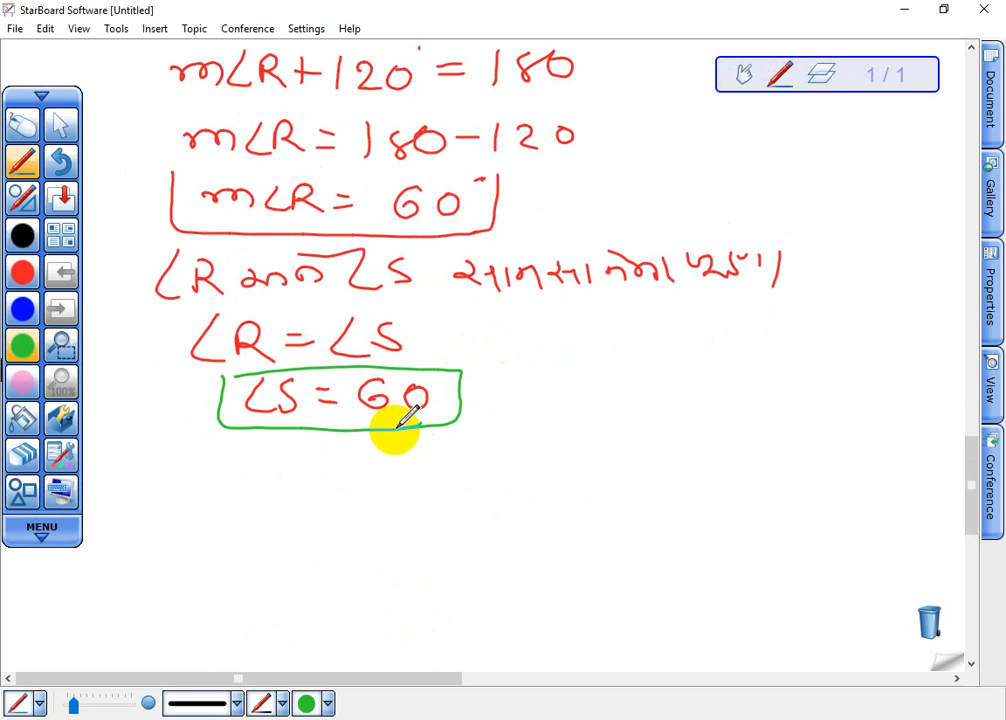 StarBoard Software [Untitled]
File Edit View Tools Insert Topic Conference Settings Help
m∠R + 120° = 180
1 / 1
m∠R = 180 - 120
m∠R = 60°
∠R અને ∠S
∠R = ∠S
∠S = 60
100%
MENU
Document
Gallery
Properties
View
Conference